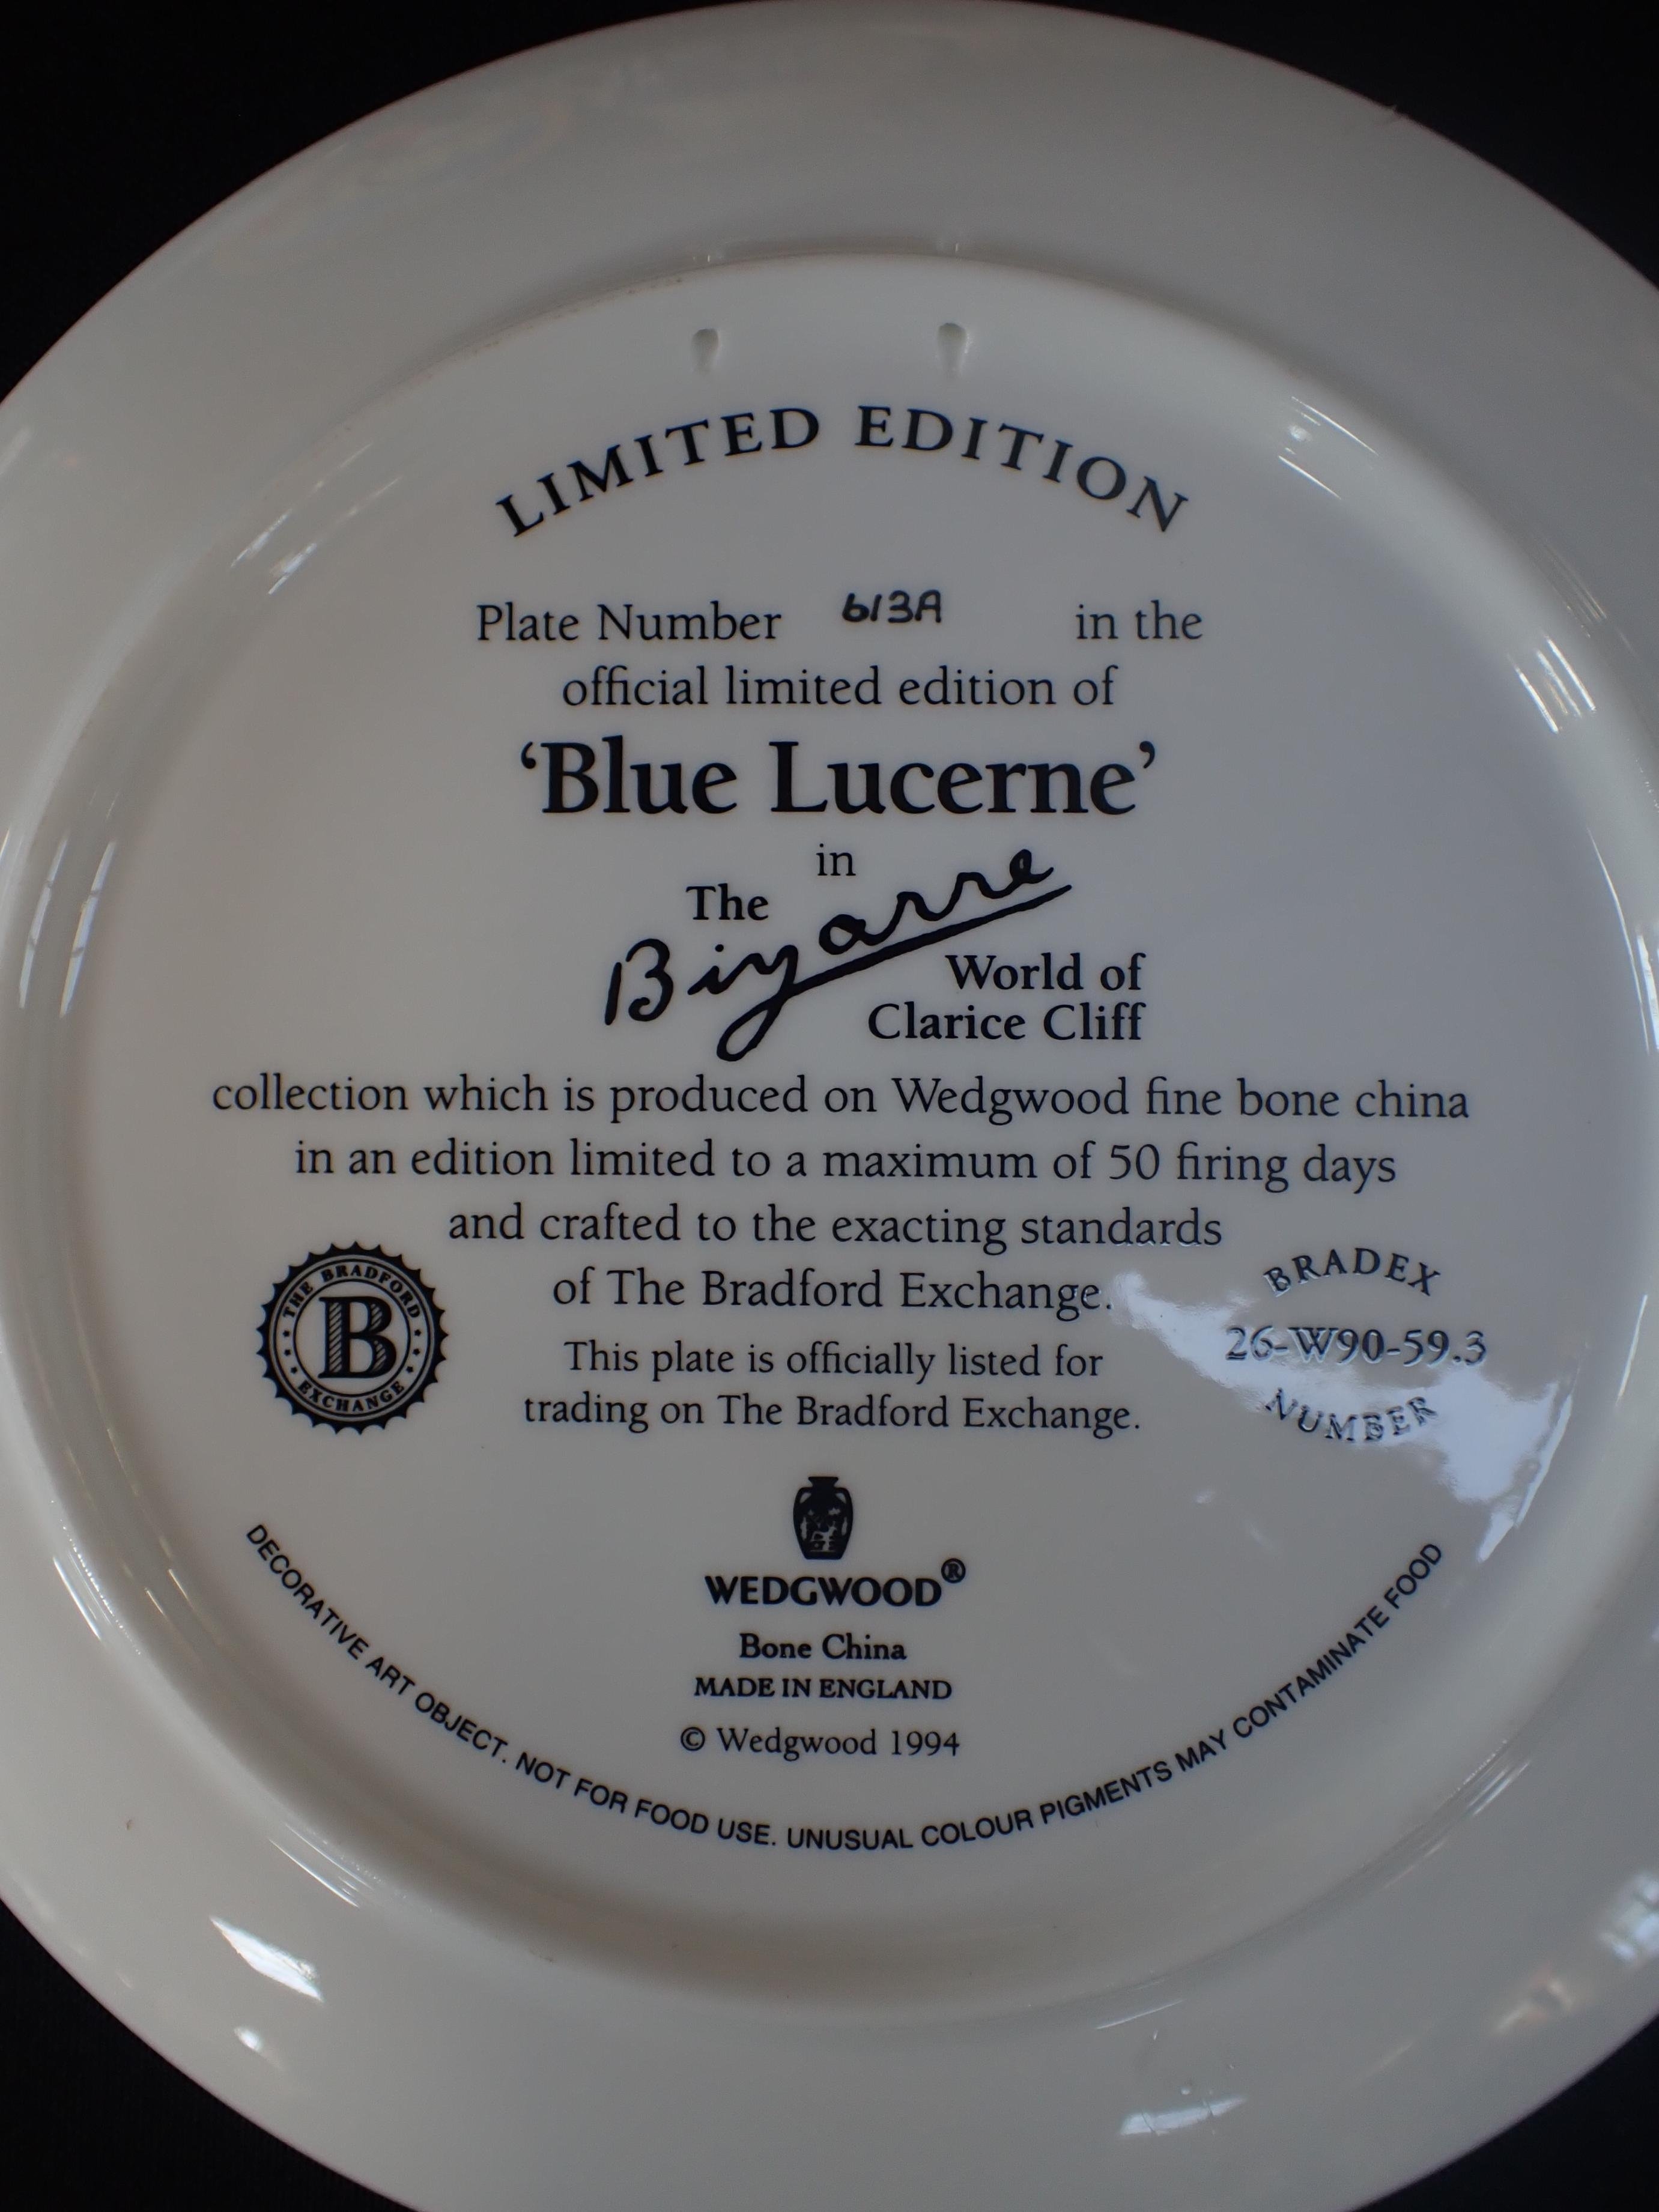 LIMITED EDITION
Plate Number 613A in the
official limited edition of
‘Blue Lucerne’
in
The Bizarre World of
Clarice Cliff
collection which is produced on Wedgwood fine bone china
in an edition limited to a maximum of 50 firing days
and crafted to the exacting standards
of The Bradford Exchange.
This plate is officially listed for
trading on The Bradford Exchange.
THE BRADFORD
B
EXCHANGE
BRADEX
26-W90-59.3
NUMBER
WEDGWOOD®
Bone China
MADE IN ENGLAND
© Wedgwood 1994
DECORATIVE ART OBJECT. NOT FOR FOOD USE. UNUSUAL COLOUR PIGMENTS MAY CONTAMINATE FOOD